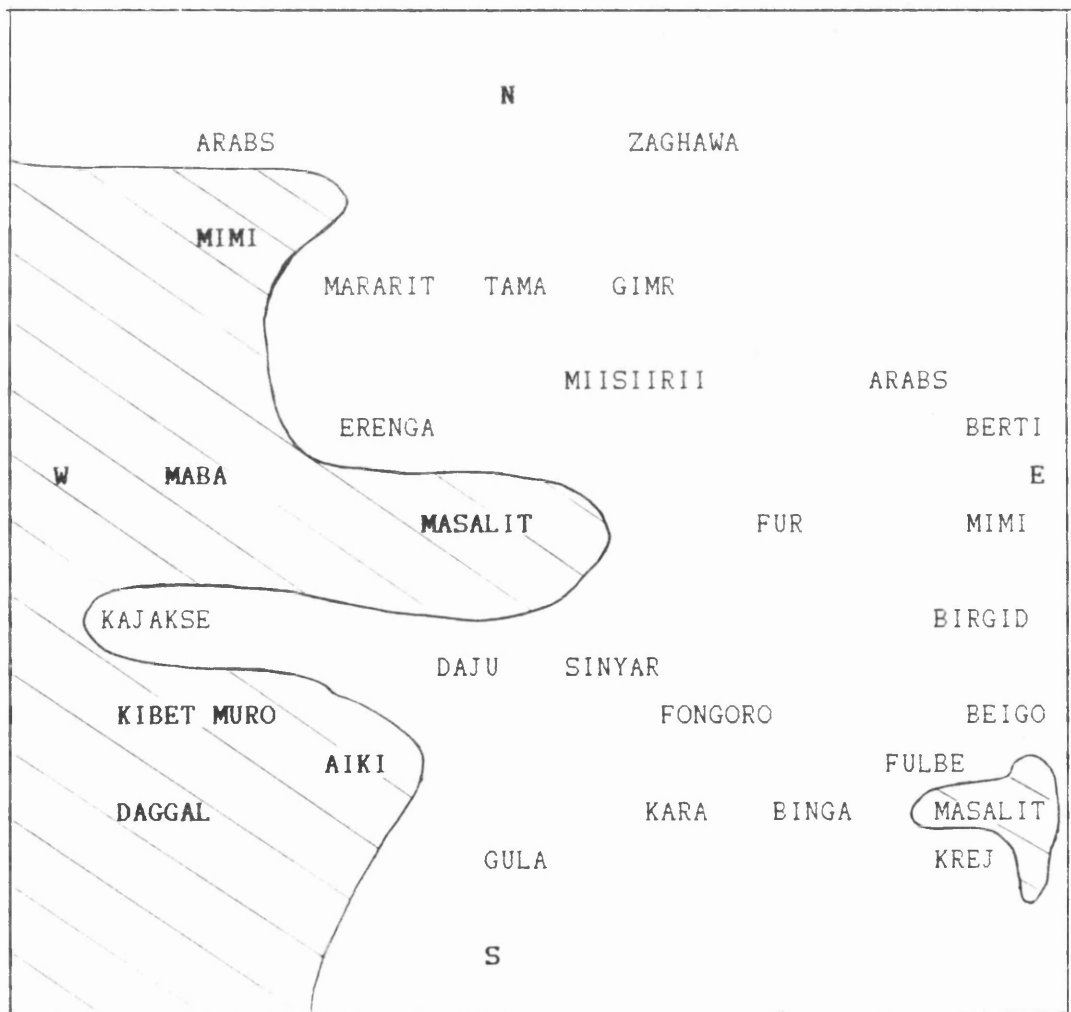 N
ARABS ZAGHAWA
MIMI
MARARIT TAMA GIMR
MIISIIRII ARABS
ERENGA BERTI
W MABA E
MASALIT FUR MIMI
KAJAKSE BIRGID
DAJU SINYAR
KIBET MURO FONGORO BEIGO
AIKI FULBE
DAGGAL KARA BINGA MASALIT
GULA KREJ
S